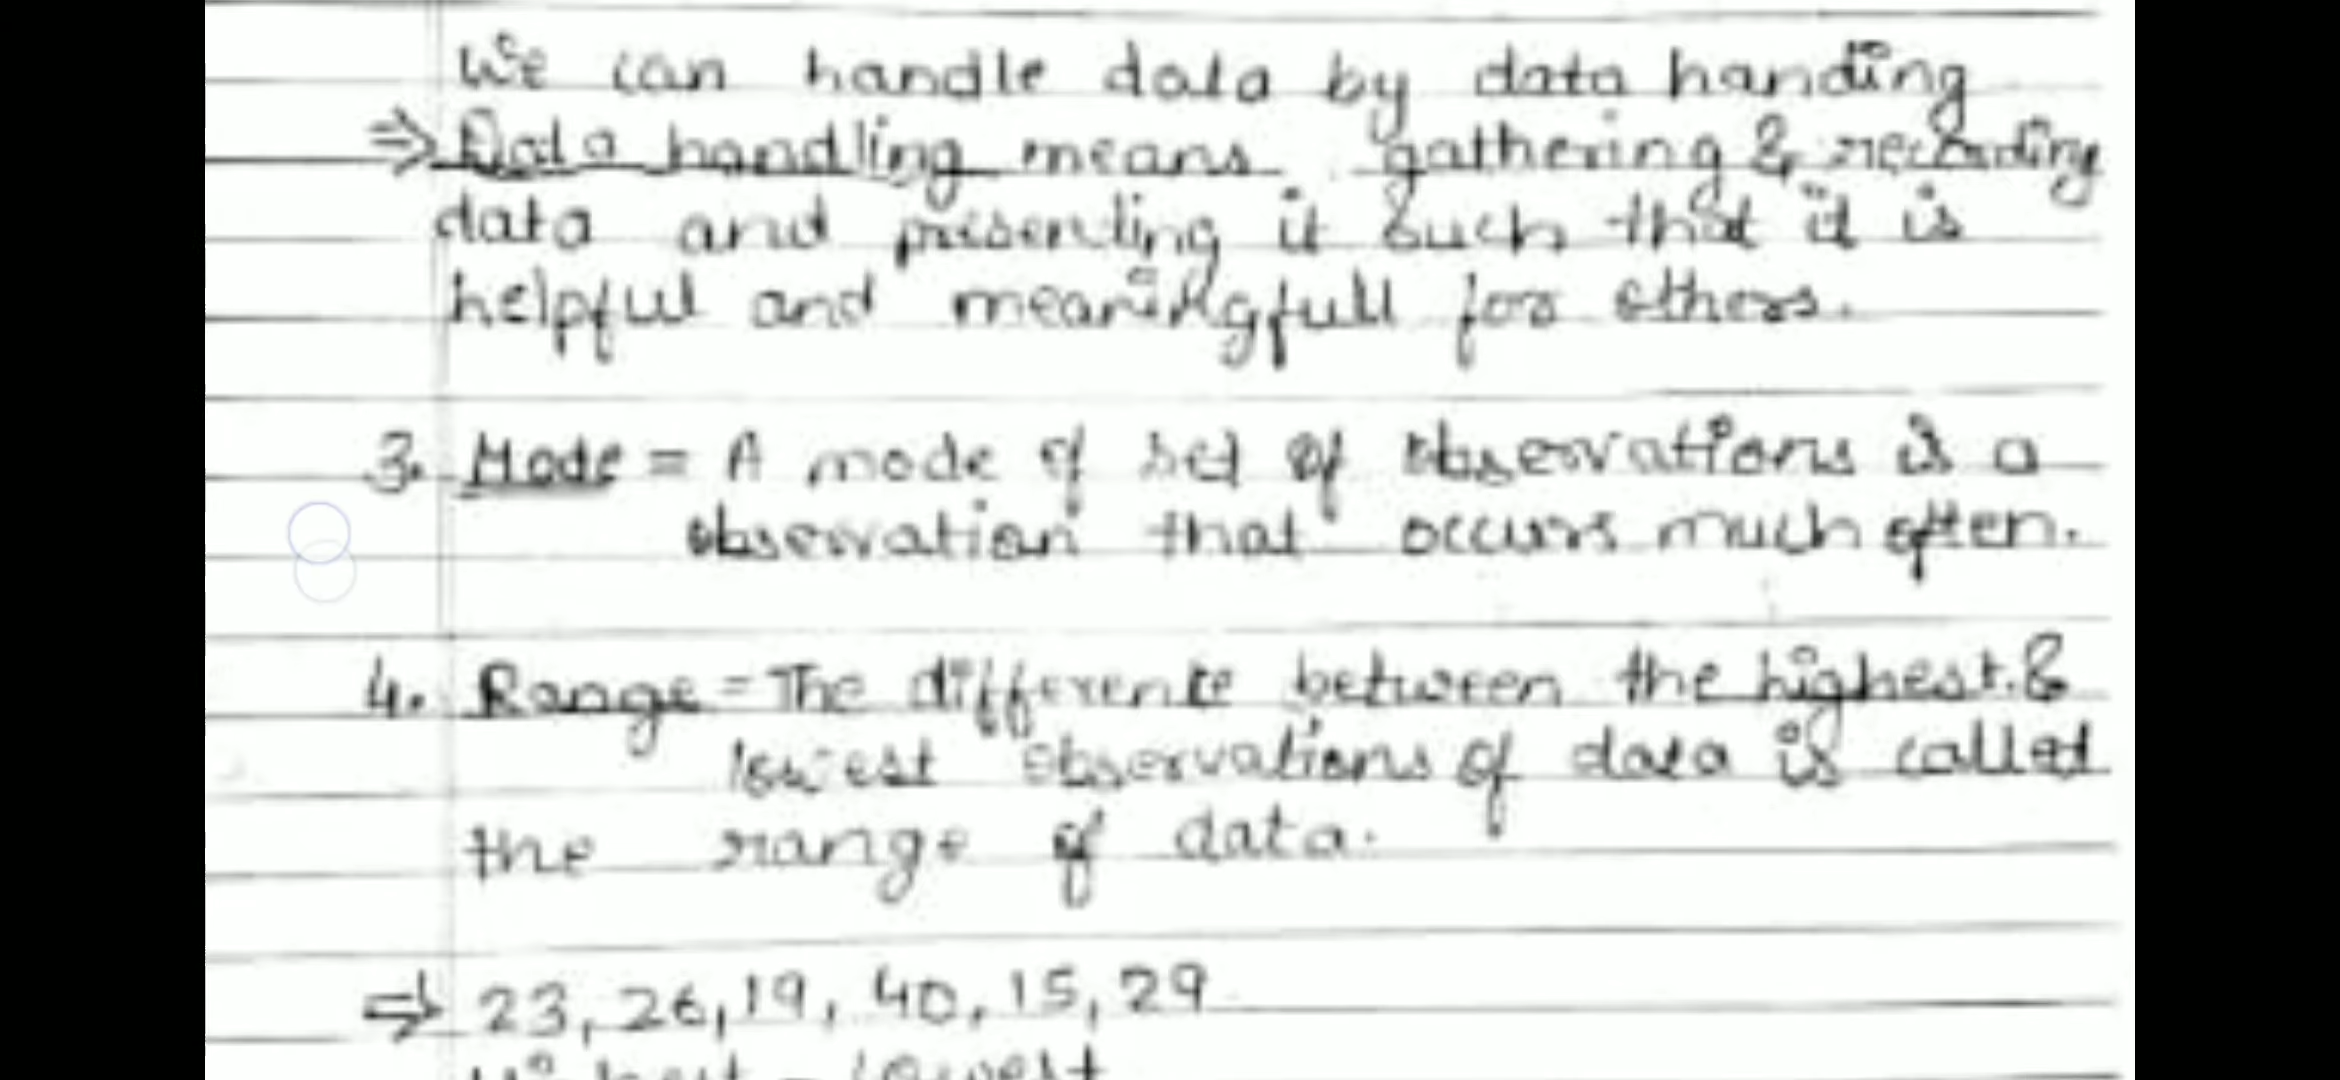 We can handle data by data handing
⇒ Data handling means gathering & recording
data and presenting it such that it is
helpful and meaningfull for others.
3. Mode = A mode of set of observations is a
observation that occurs much often.
4. Range = The difference between the highest &
lowest observations of data is called
the range of data.
⇒ 23, 26, 19, 40, 15, 29
Highest - lowest